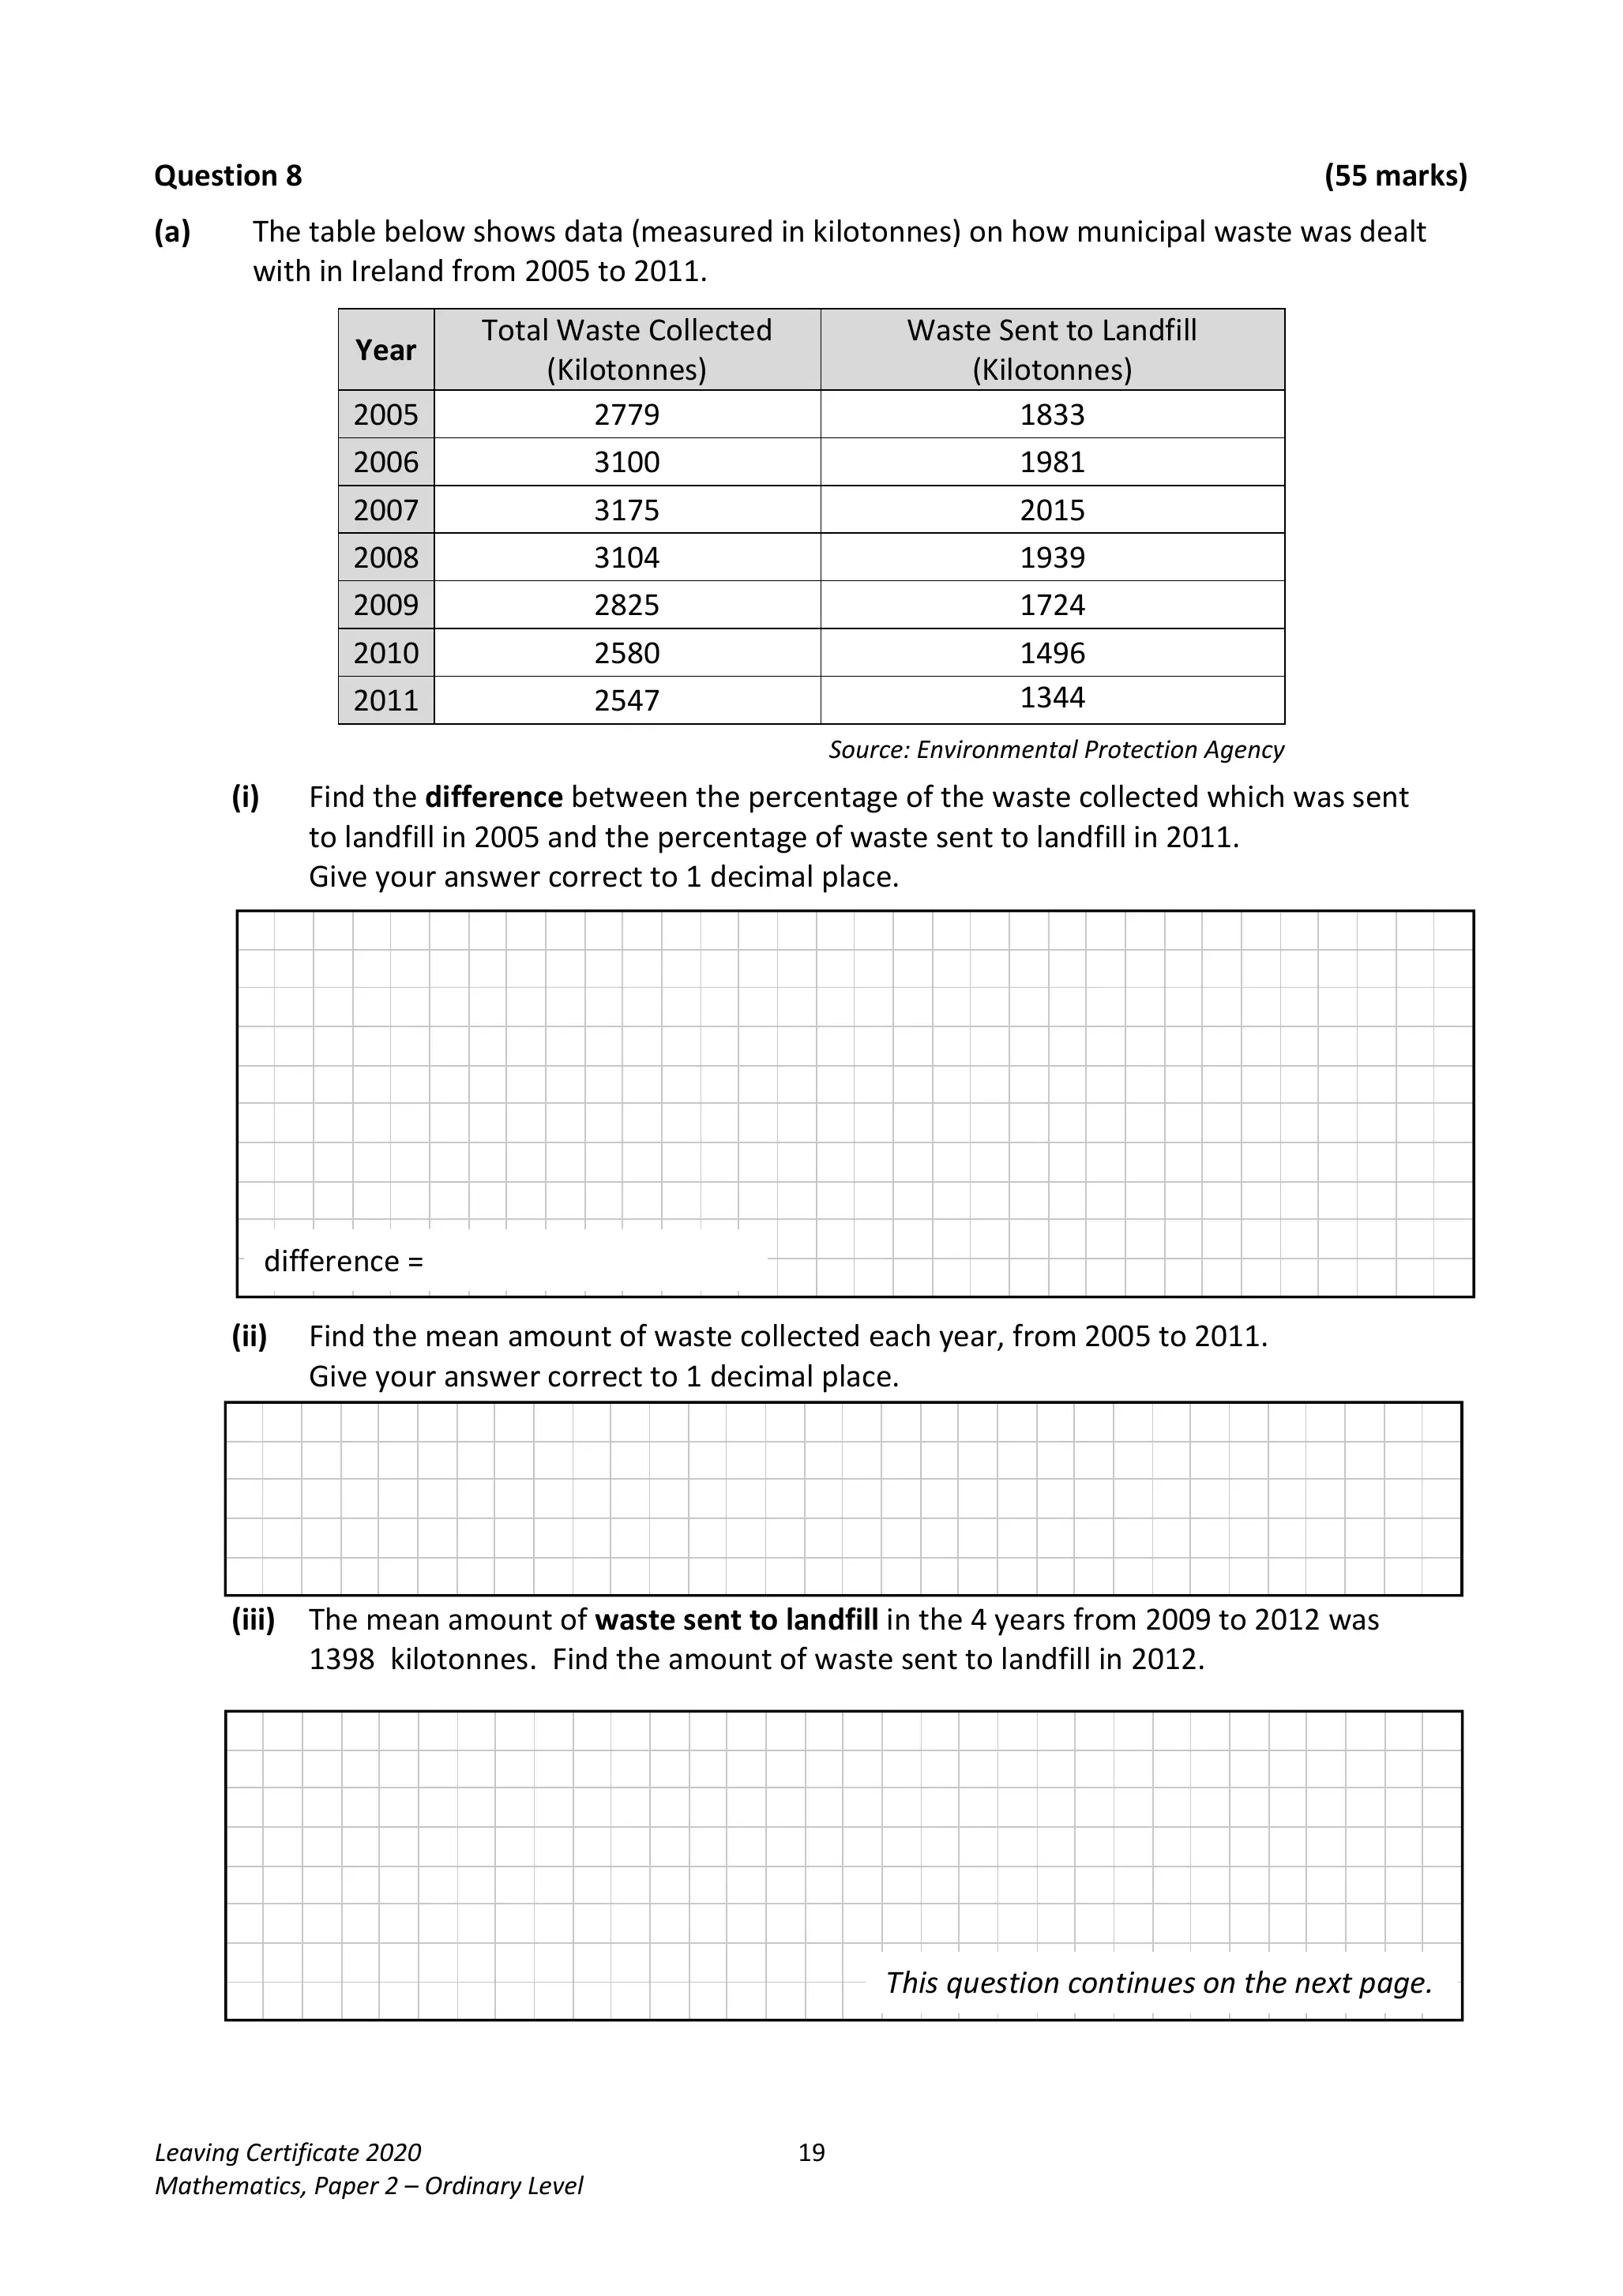 Question 8 (55 marks)
(a) The table below shows data (measured in kilotonnes) on how municipal waste was dealt
with in Ireland from 2005 to 2011.
Year Total Waste Collected (Kilotonnes) Waste Sent to Landfill (Kilotonnes)
2005 2779 1833
2006 3100 1981
2007 3175 2015
2008 3104 1939
2009 2825 1724
2010 2580 1496
2011 2547 1344
Source: Environmental Protection Agency
(i) Find the difference between the percentage of the waste collected which was sent
to landfill in 2005 and the percentage of waste sent to landfill in 2011.
Give your answer correct to 1 decimal place.
difference =
(ii) Find the mean amount of waste collected each year, from 2005 to 2011.
Give your answer correct to 1 decimal place.
(iii) The mean amount of waste sent to landfill in the 4 years from 2009 to 2012 was
1398 kilotonnes. Find the amount of waste sent to landfill in 2012.
This question continues on the next page.
Leaving Certificate 2020 19
Mathematics, Paper 2 – Ordinary Level